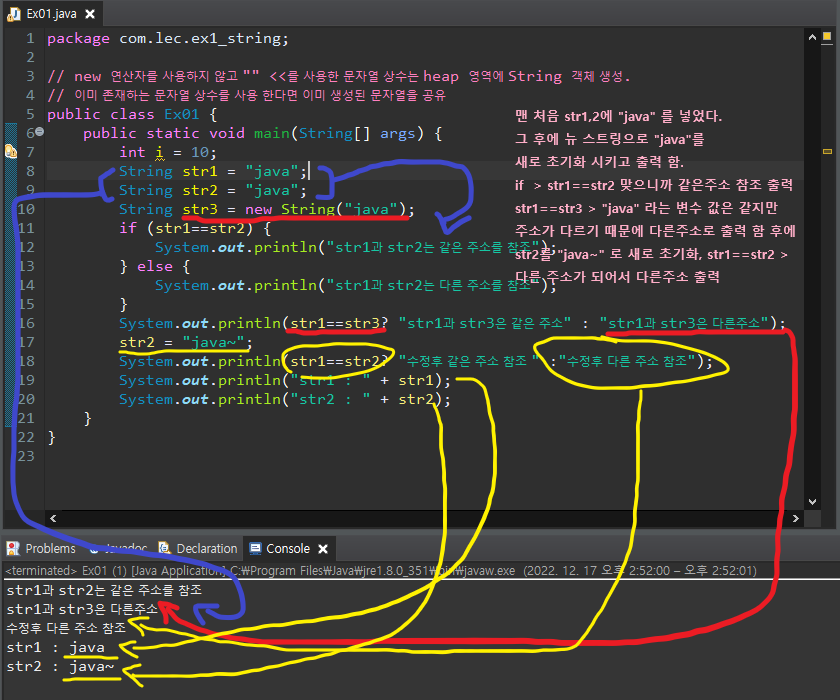 Ex01.java
1 package com.lec.ex1_string;
2
3 // new 연산자를 사용하지 않고 "" <<를 사용한 문자열 상수는 heap 영역에 String 객체 생성.
4 // 이미 존재하는 문자열 상수를 사용 한다면 이미 생성된 문자열을 공유
5 public class Ex01 {
6 public static void main(String[] args) {
7 int i = 10;
8 String str1 = "java";
9 String str2 = "java";
10 String str3 = new String("java");
11 if (str1==str2) {
12 System.out.println("str1과 str2는 같은 주소를 참조");
13 } else {
14 System.out.println("str1과 str2는 다른 주소를 참조");
15 }
16 System.out.println(str1==str3? "str1과 str3은 같은 주소" : "str1과 str3은 다른주소");
17 str2 = "java~";
18 System.out.println(str1==str2? "수정후 같은 주소 참조 " :"수정후 다른 주소 참조");
19 System.out.println("str1 : " + str1);
20 System.out.println("str2 : " + str2);
21 }
22 }
23
맨 처음 str1,2에 "java" 를 넣었다.
그 후에 뉴 스트링으로 "java"를
새로 초기화 시키고 출력 함.
if > str1==str2 맞으니까 같은주소 참조 출력
str1==str3 > "java" 라는 변수 값은 같지만
주소가 다르기 때문에 다른주소로 출력 함 후에
str2를 "java~" 로 새로 초기화, str1==str2 >
다른 주소가 되어서 다른주소 출력
Problems Javadoc Declaration Console
<terminated> Ex01 (1) [Java Application] C:￦Program Files￦Java￦jre1.8.0_351￦bin￦javaw.exe (2022. 12. 17 오후 2:52:00 – 오후 2:52:01)
str1과 str2는 같은 주소를 참조
str1과 str3은 다른주소
수정후 다른 주소 참조
str1 : java
str2 : java~